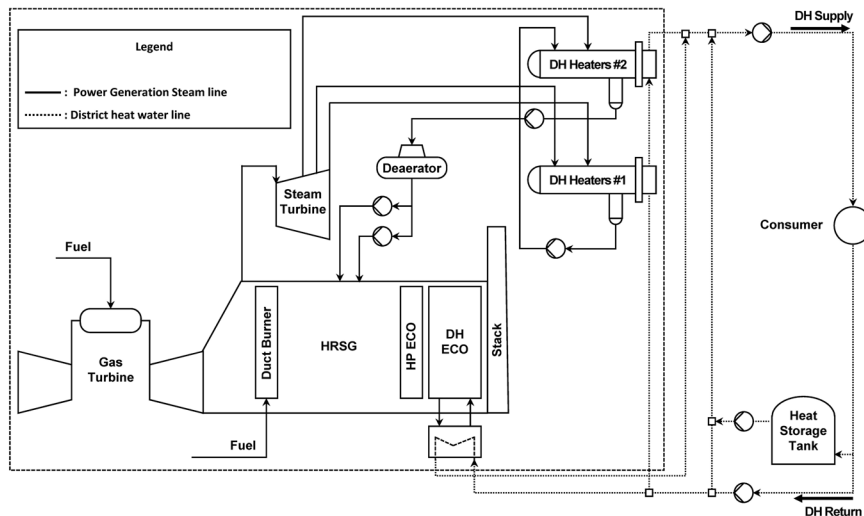 Legend
: Power Generation Steam line
: District heat water line
DH Supply
DH Heaters #2
Deaerator
DH Heaters #1
Steam
Turbine
Consumer
Fuel
Duct Burner
HRSG
HP ECO
DH
ECO
Stack
Gas
Turbine
Heat
Storage
Tank
Fuel
DH Return